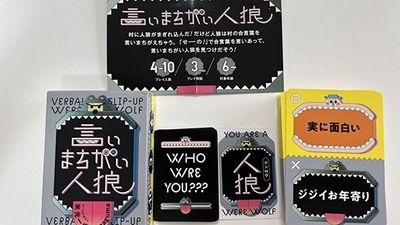 言いまちがい人狼
村に人狼がまぎれ込んだ!だけど人狼は村の合言葉を
言いまちがえちゃう。「せーの!」で合言葉を言いあって、
言いまちがい人狼を見つけだそう!
4-10 3 6~
プレイ人数 プレイ時間 対象年齢
VERBAL SLIP-UP
WERE WOLF
言い
まちがい
人狼
VERBA
UP
WHO
WRE
YOU.???
YOU ARE A
人狼
WERE WOLF
実に面白い
ジジイお年寄り